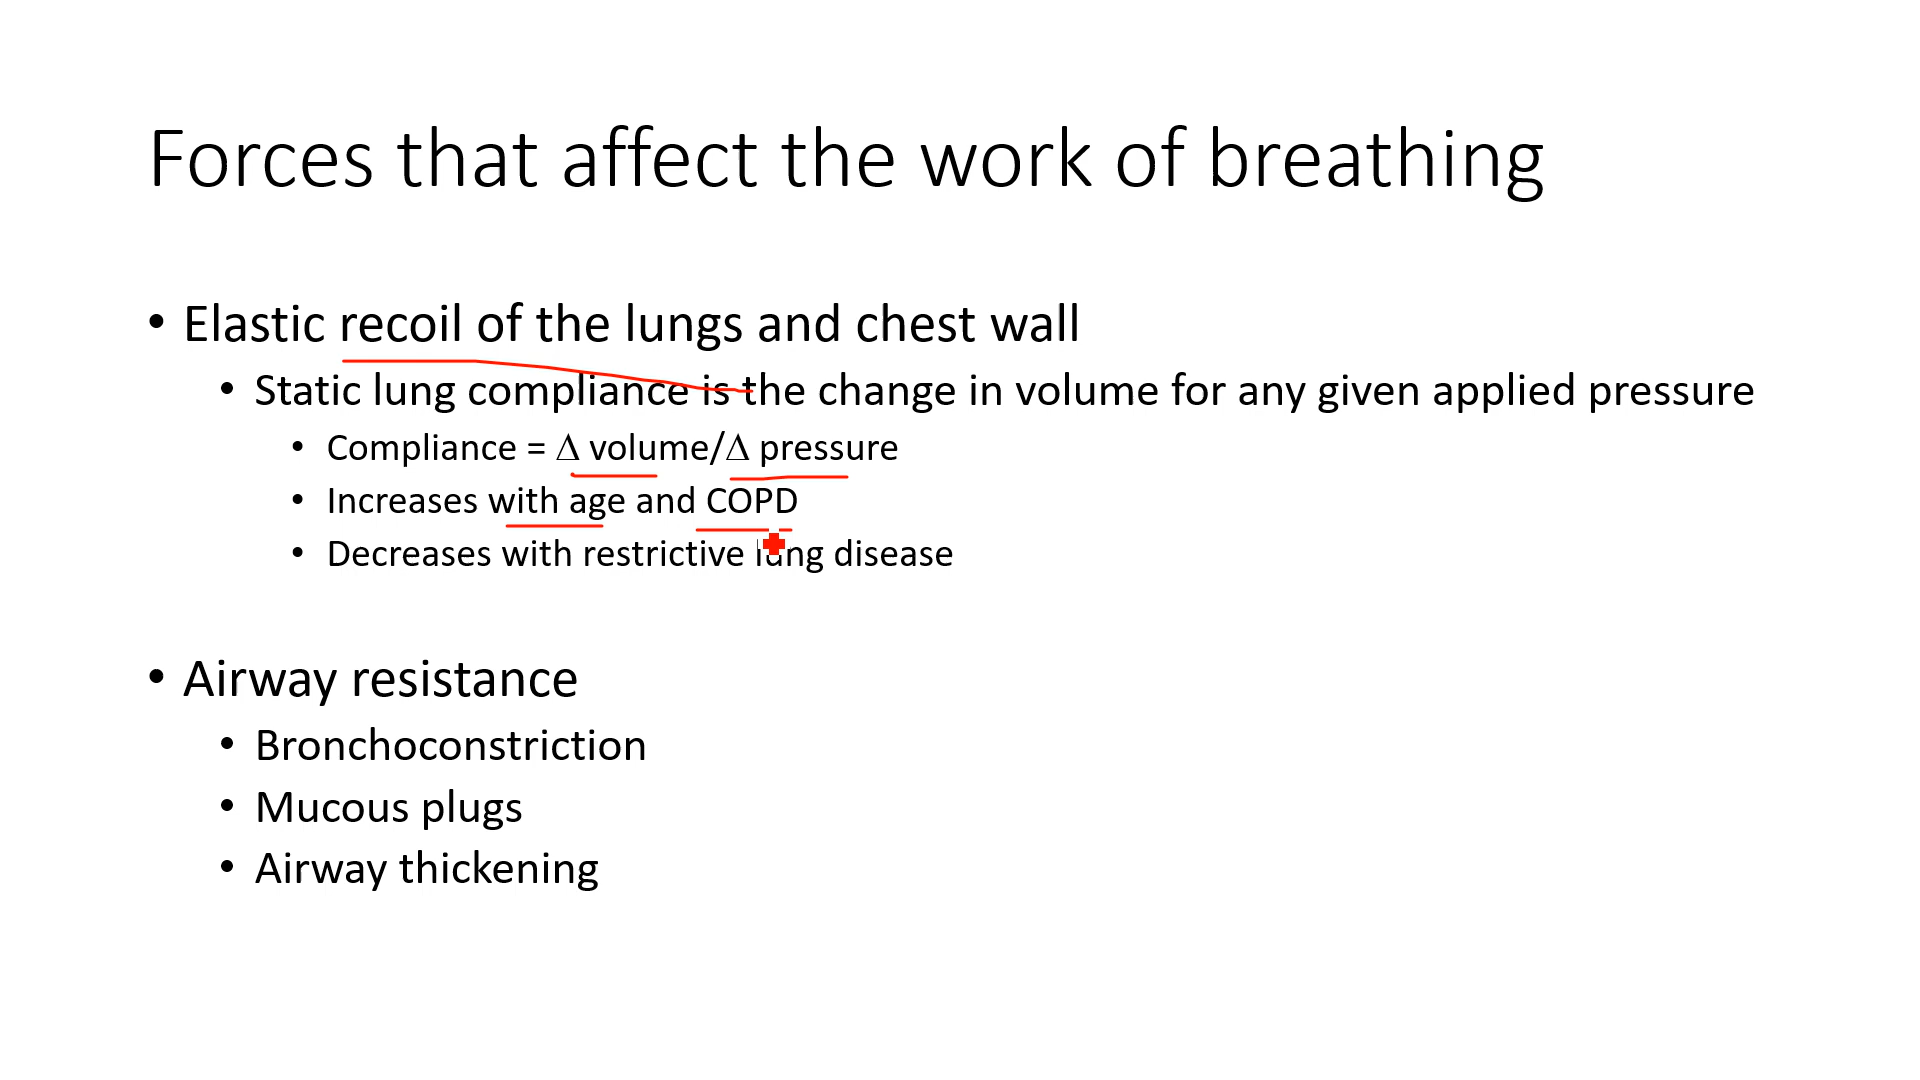 Forces that affect the work of breathing
• Elastic recoil of the lungs and chest wall
• Static lung compliance is the change in volume for any given applied pressure
• Compliance = Δ volume/Δ pressure
• Increases with age and COPD
• Decreases with restrictive lung disease
• Airway resistance
• Bronchoconstriction
• Mucous plugs
• Airway thickening